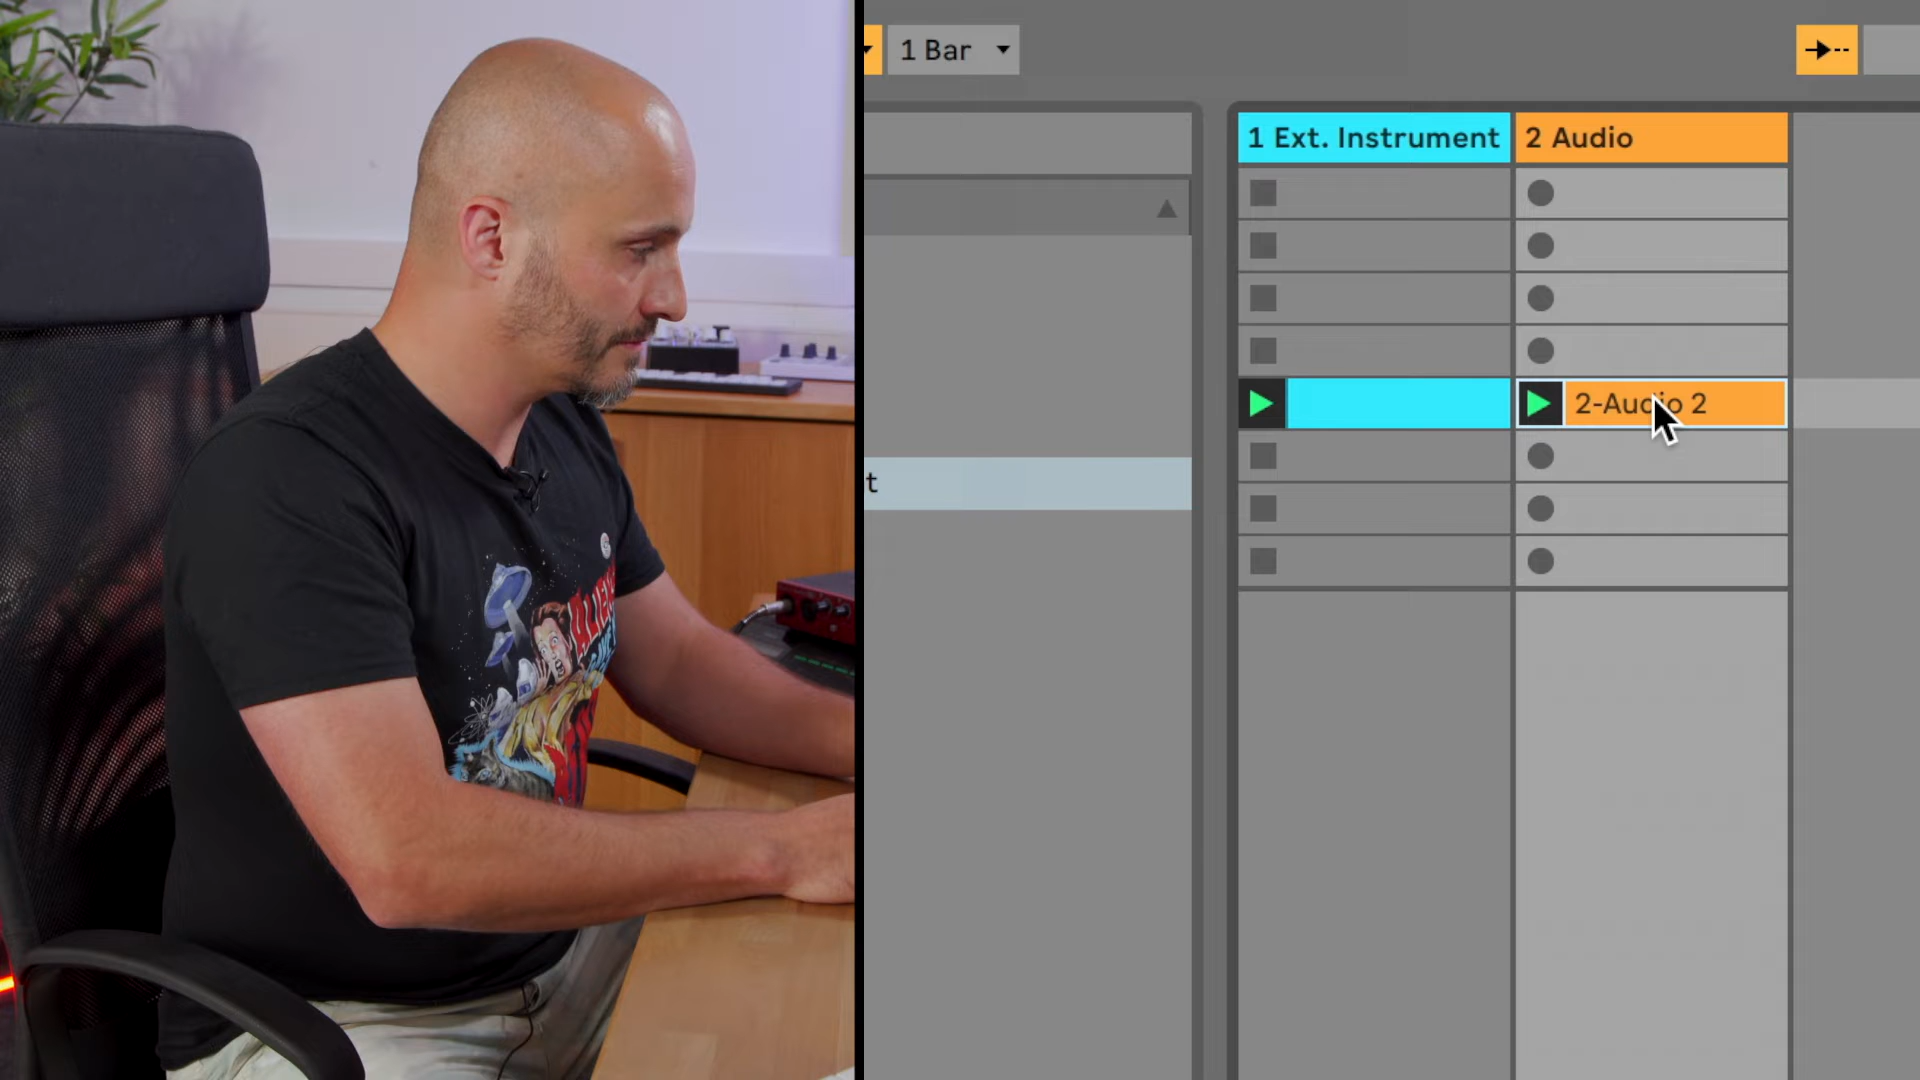 1 Bar
1 Ext. Instrument
2 Audio
t
2-Audio 2